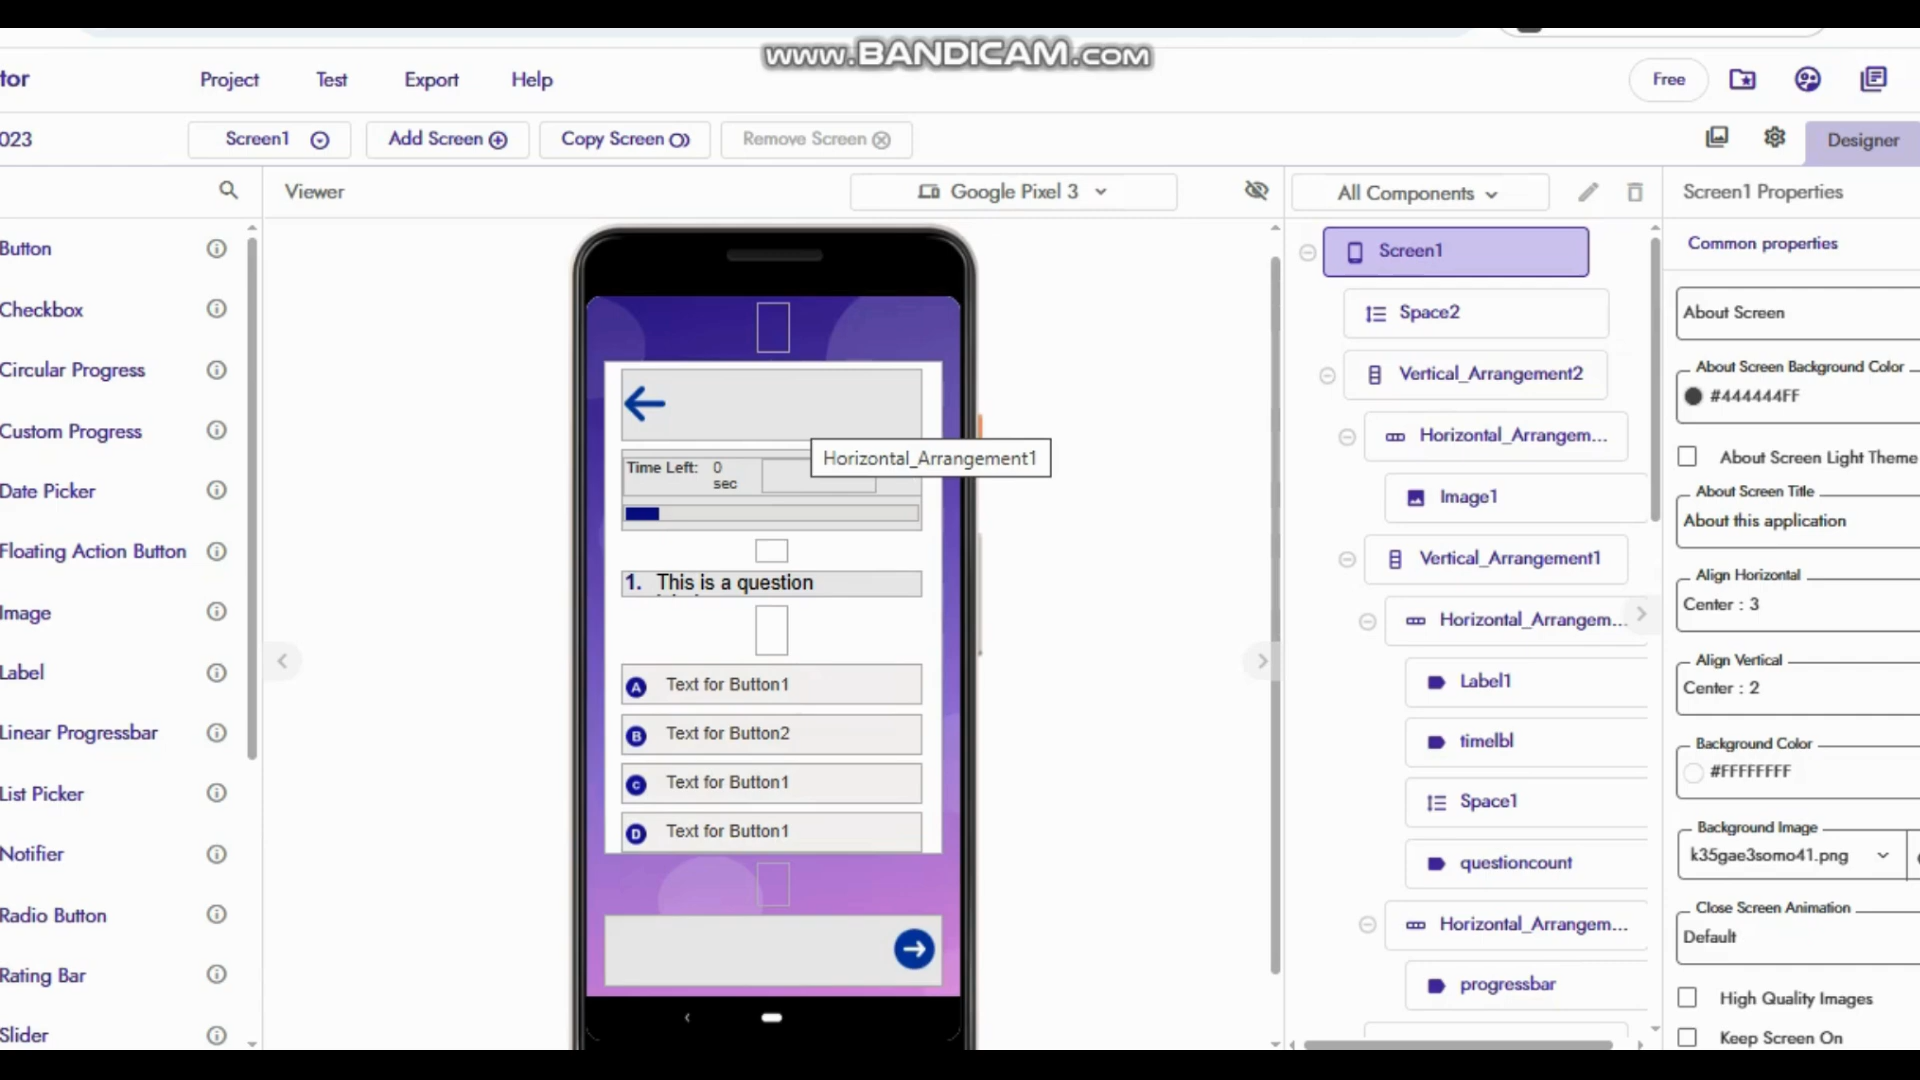 www.BANDICAM.com
tor
Project
Test
Export
Help
Free
023
Screen1
Add Screen
Copy Screen
Remove Screen
Designer
Viewer
Google Pixel 3
All Components
Screen1 Properties
Button
Checkbox
Circular Progress
Custom Progress
Date Picker
Floating Action Button
Image
Label
Linear Progressbar
List Picker
Notifier
Radio Button
Rating Bar
Slider
Horizontal_Arrangement1
Time Left:
0
sec
1.
This is a question
A
Text for Button1
B
Text for Button2
C
Text for Button1
D
Text for Button1
Screen1
Space2
Vertical_Arrangement2
Horizontal_Arrangem...
Image1
Vertical_Arrangement1
Horizontal_Arrangem...
Label1
timelbl
Space1
questioncount
Horizontal_Arrangem...
progressbar
Common properties
About Screen
About Screen Background Color
#444444FF
About Screen Light Theme
About Screen Title
About this application
Align Horizontal
Center : 3
Align Vertical
Center : 2
Background Color
#FFFFFFFF
Background Image
k35gae3somo41.png
Close Screen Animation
Default
High Quality Images
Keep Screen On